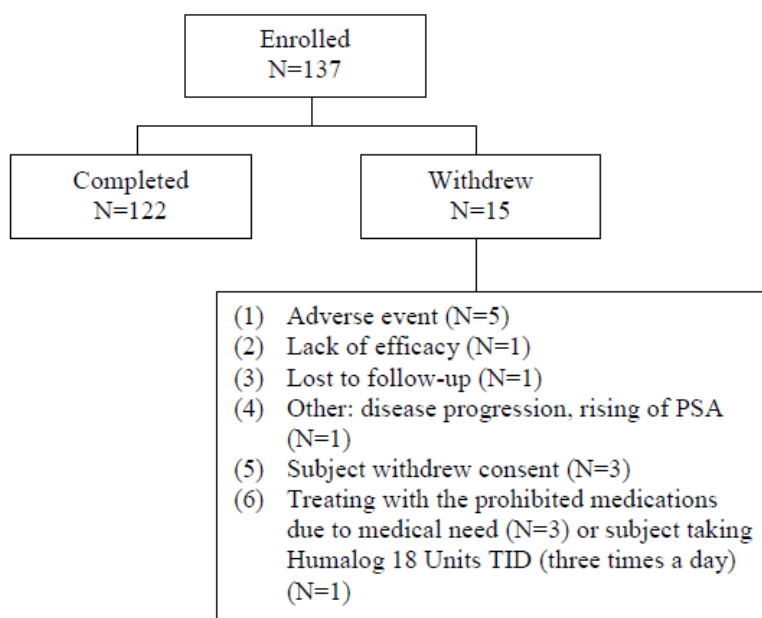 Enrolled
N=137
Completed
N=122
Withdrew
N=15
(1) Adverse event (N=5)
(2) Lack of efficacy (N=1)
(3) Lost to follow-up (N=1)
(4) Other: disease progression, rising of PSA
(N=1)
(5) Subject withdrew consent (N=3)
(6) Treating with the prohibited medications
due to medical need (N=3) or subject taking
Humalog 18 Units TID (three times a day)
(N=1)